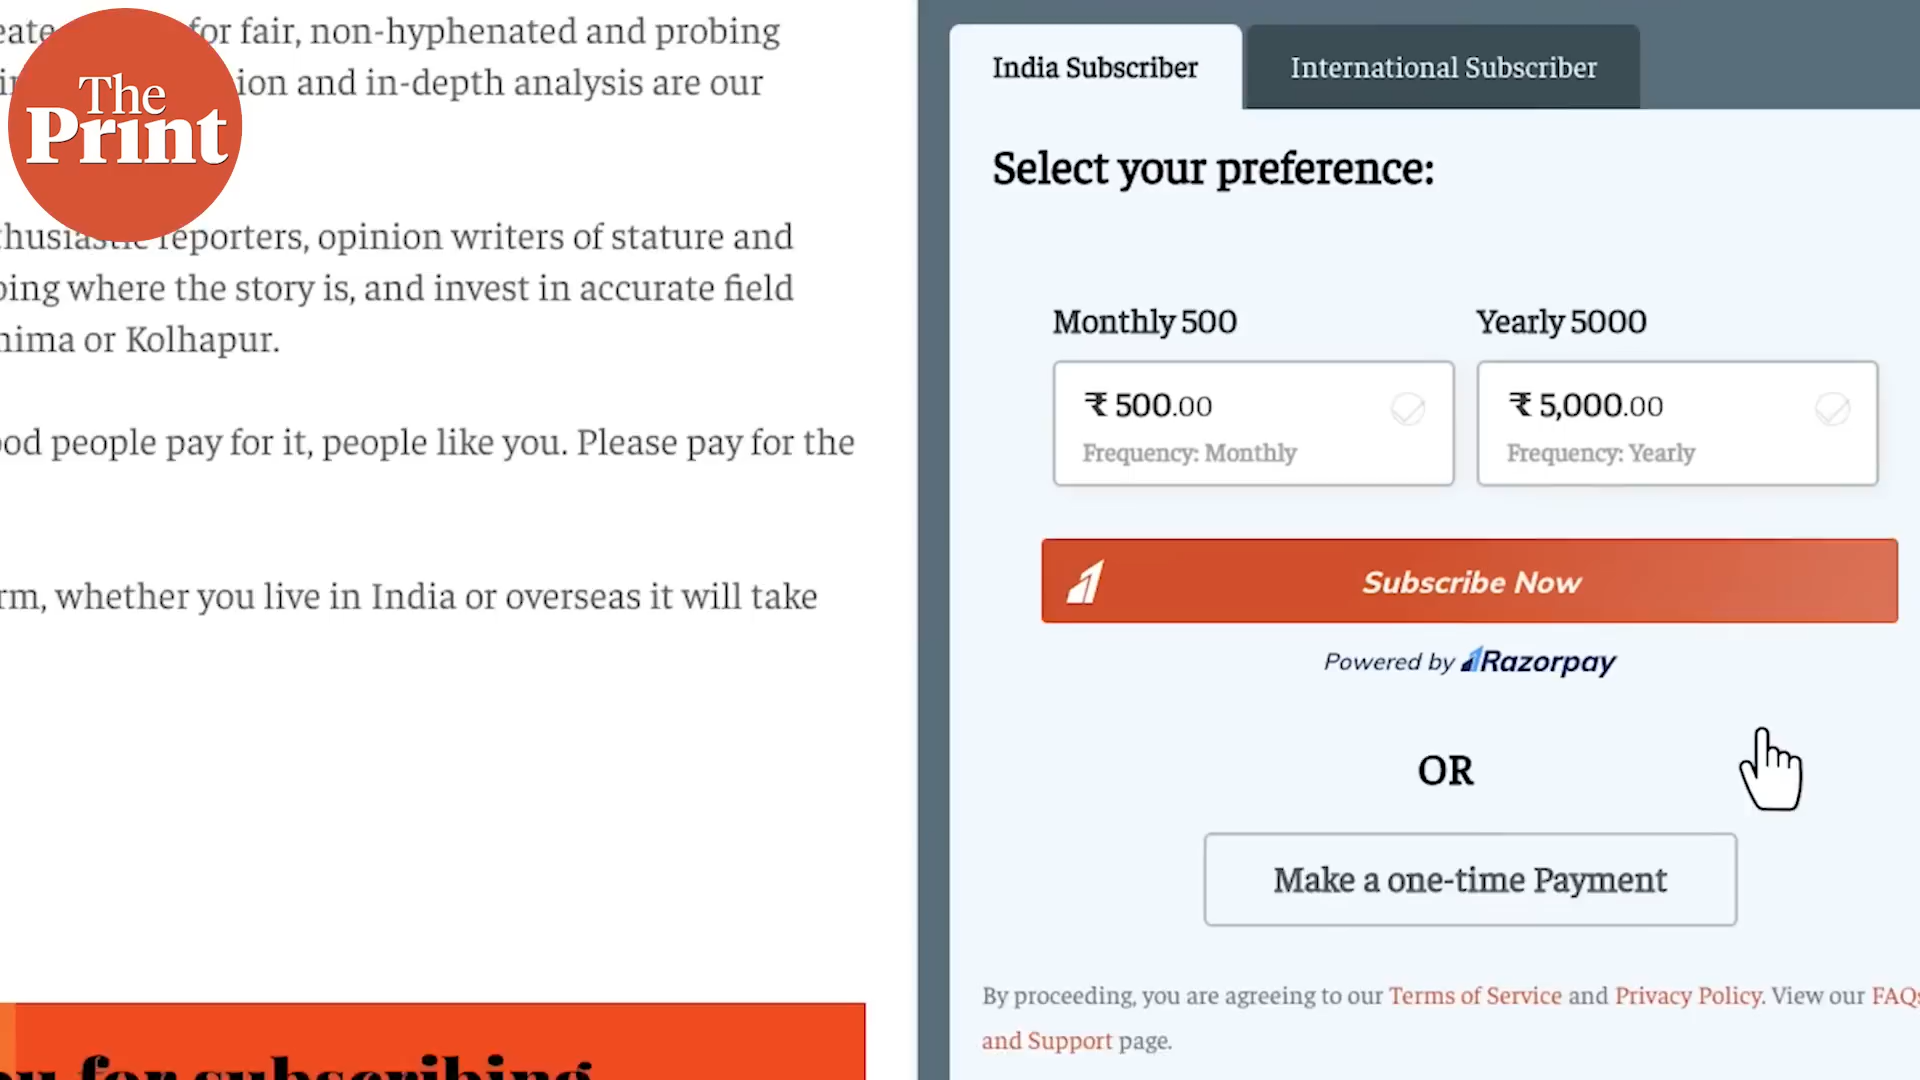 The
Print
for fair, non-hyphenated and probing
and in-depth analysis are our
reporters, opinion writers of stature and
where the story is, and invest in accurate field
or Kolhapur.
people pay for it, people like you. Please pay for the
whether you live in India or overseas it will take
for subscribing
India Subscriber
International Subscriber
Select your preference:
Monthly 500
Yearly 5000
₹ 500.00
₹ 5,000.00
Frequency: Monthly
Frequency: Yearly
Subscribe Now
Powered by Razorpay
OR
Make a one-time Payment
By proceeding, you are agreeing to our Terms of Service and Privacy Policy. View our FAQs
and Support page.